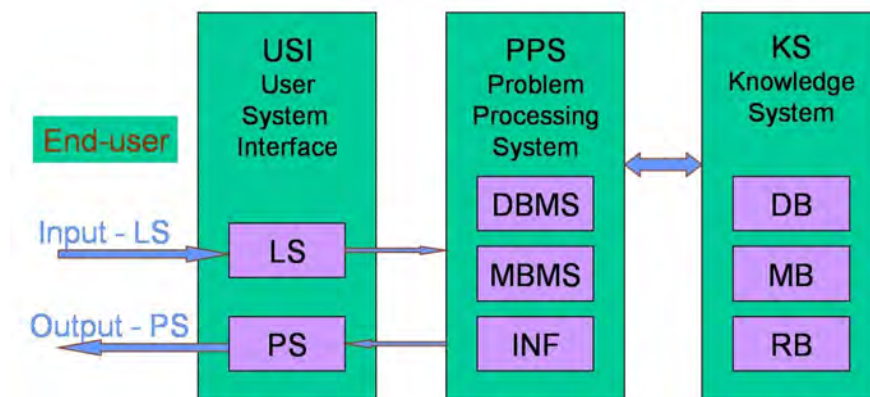 End-user
Input - LS
Output - PS
USI
User
System
Interface
LS
PS
PPS
Problem
Processing
System
DBMS
MBMS
INF
KS
Knowledge
System
DB
MB
RB